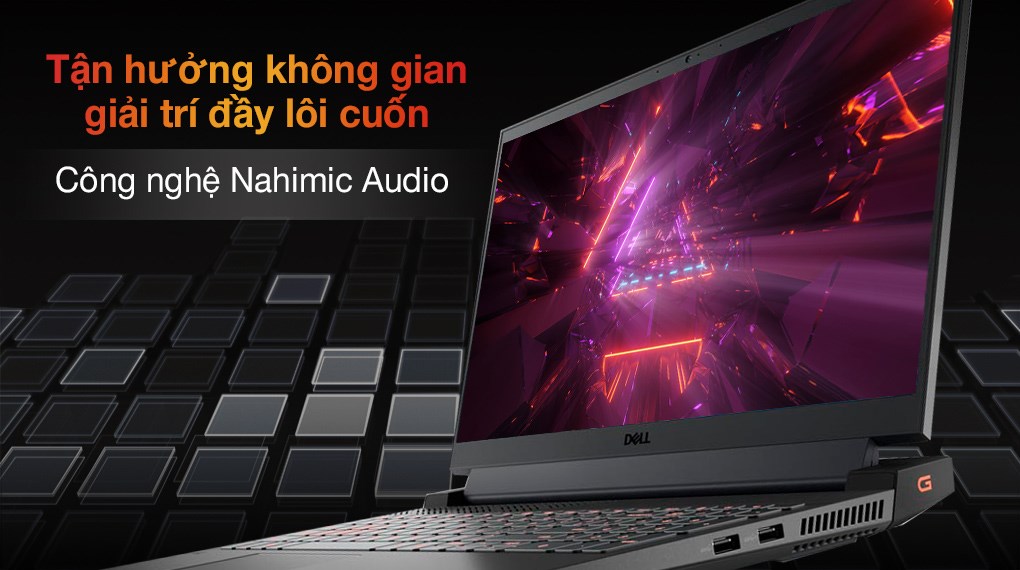 Tận hưởng không gian
giải trí đầy lôi cuốn
Công nghệ Nahimic Audio
DELL
G